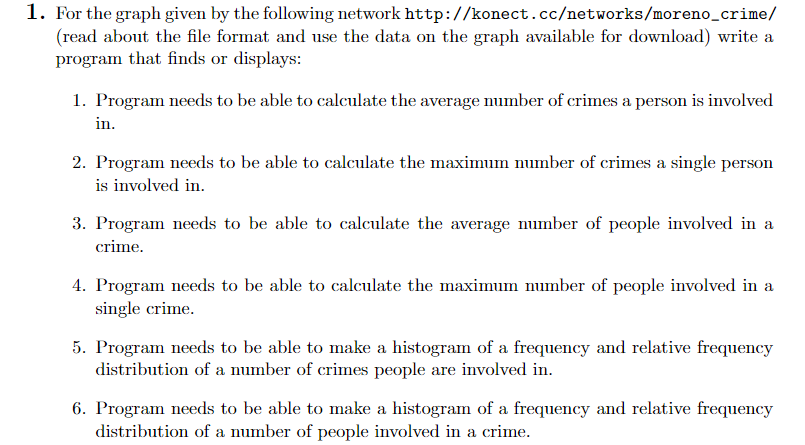 1. For the graph given by the following network http://konect.cc/networks/moreno_crime/
(read about the file format and use the data on the graph available for download) write a
program that finds or displays:
1. Program needs to be able to calculate the average number of crimes a person is involved
in.
2. Program needs to be able to calculate the maximum number of crimes a single person
is involved in.
3. Program needs to be able to calculate the average number of people involved in a
crime.
4. Program needs to be able to calculate the maximum number of people involved in a
single crime.
5. Program needs to be able to make a histogram of a frequency and relative frequency
distribution of a number of crimes people are involved in.
6. Program needs to be able to make a histogram of a frequency and relative frequency
distribution of a number of people involved in a crime.